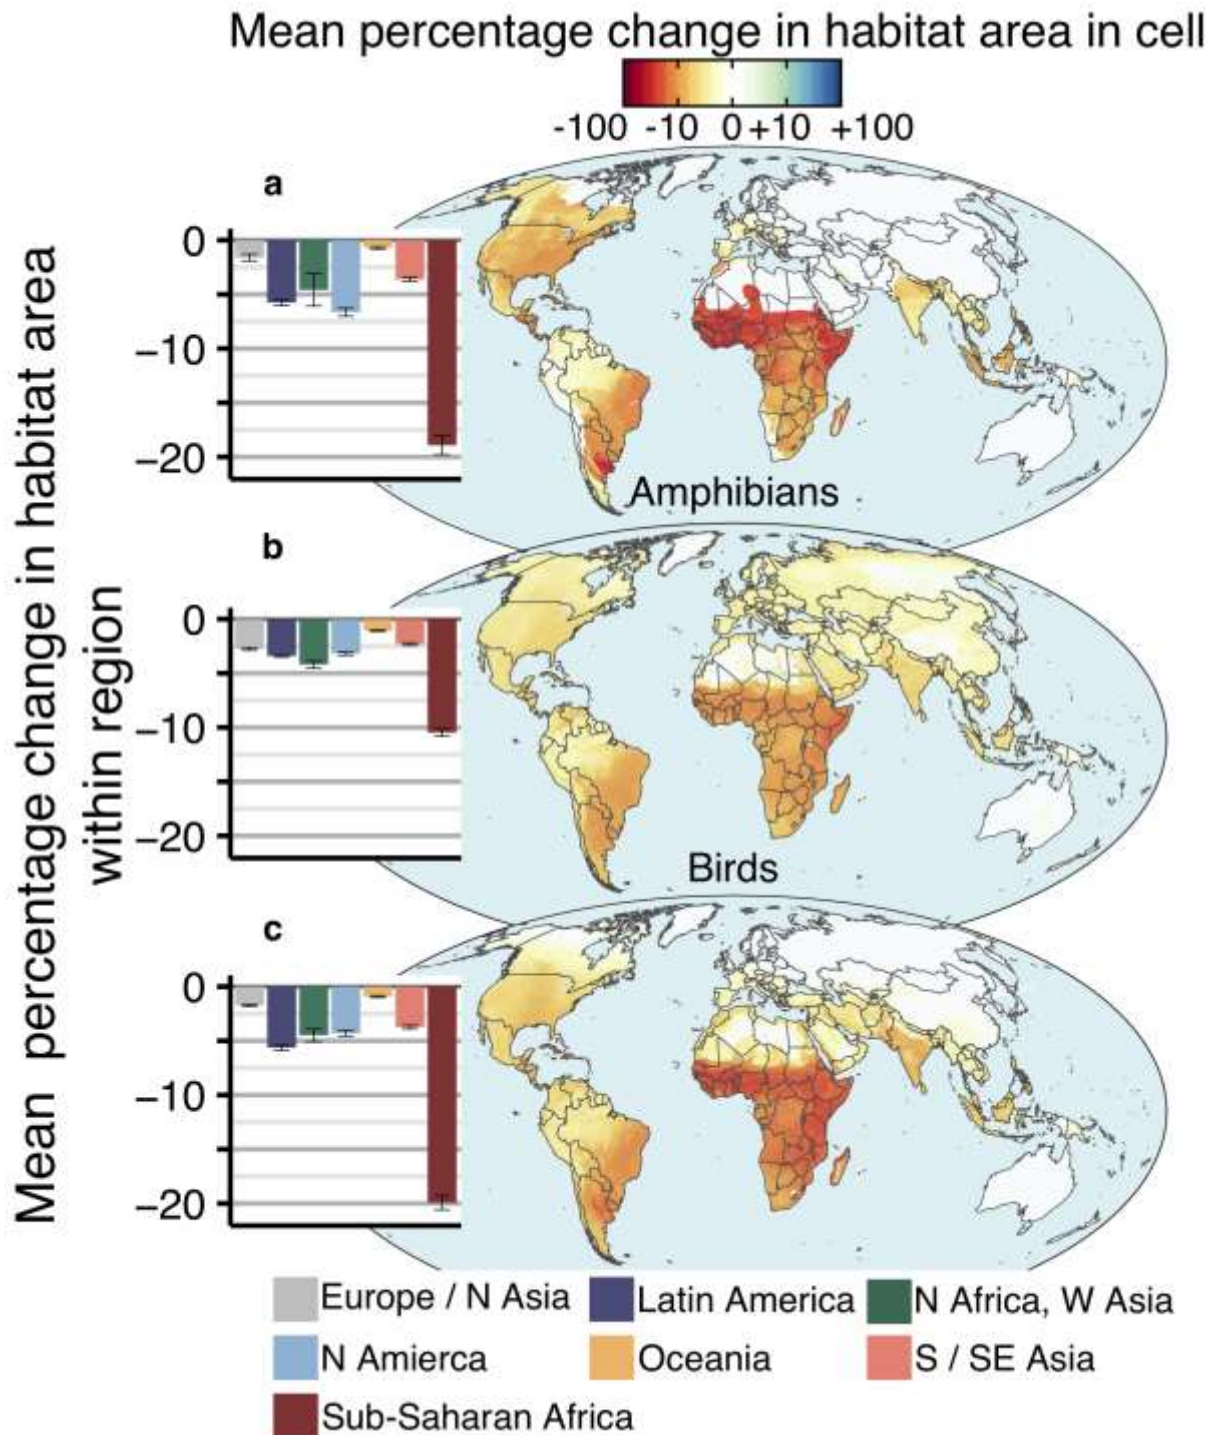 Mean percentage change in habitat area in cell
-100 -10 0 +10 +100
Mean percentage change in habitat area
within region
a
0
−10
−20
Amphibians
b
0
−10
−20
Birds
c
0
−10
−20
Europe / N Asia
Latin America
N Africa, W Asia
N Amierca
Oceania
S / SE Asia
Sub-Saharan Africa